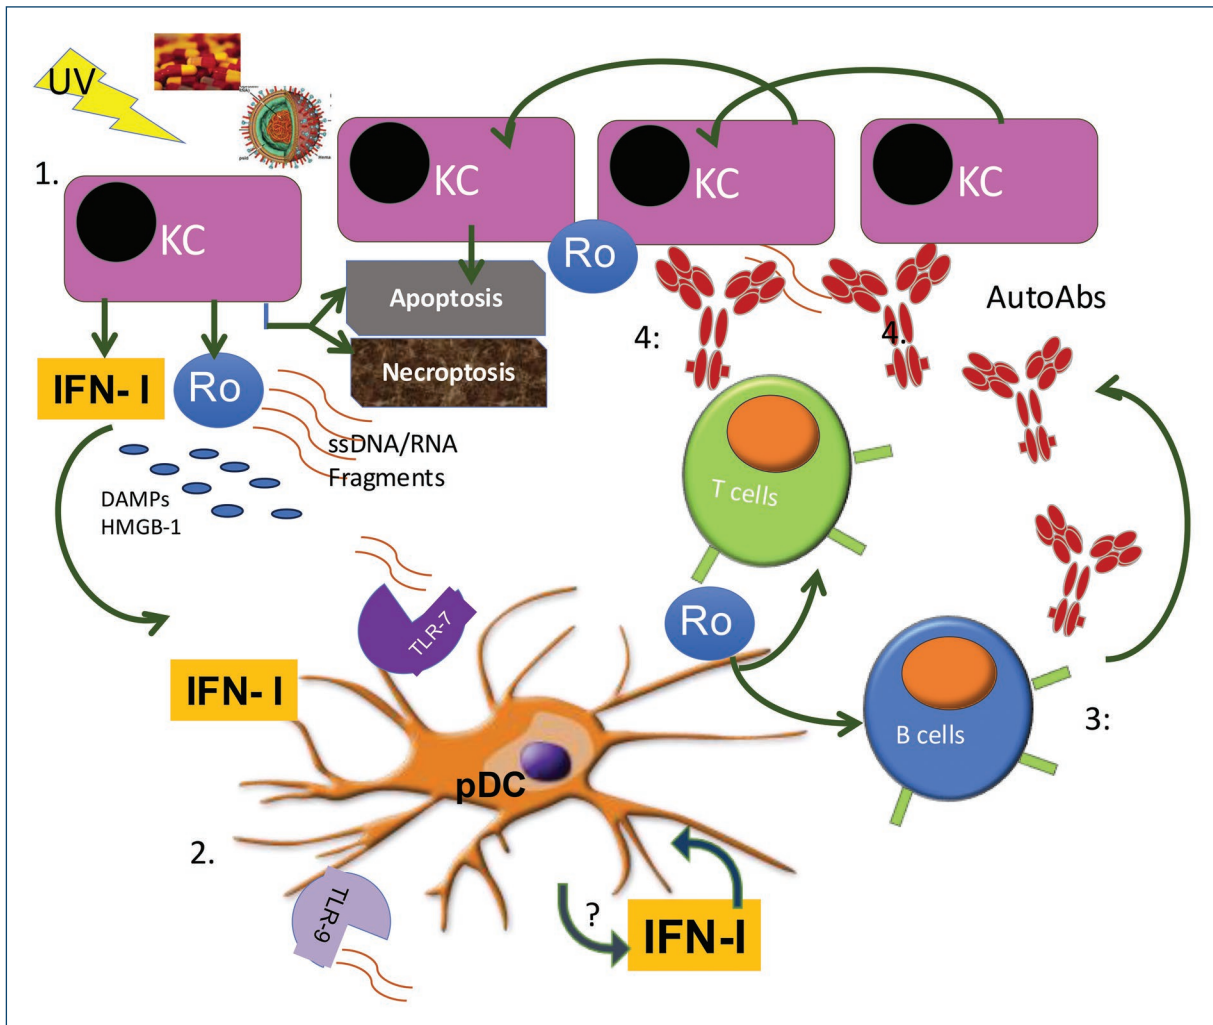 UV
1.
KC
KC
KC
KC
Ro
Apoptosis
Necroptosis
IFN- I
Ro
ssDNA/RNA
Fragments
DAMPs
HMGB-1
4:
4.
AutoAbs
T cells
Ro
B cells
3:
TLR-7
IFN- I
pDC
2.
TLR-9
?
IFN-I